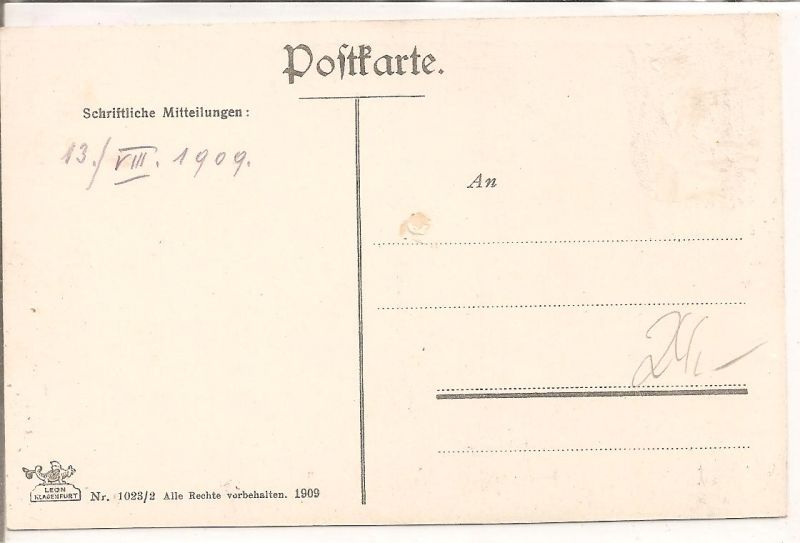 Postkarte.
Schriftliche Mitteilungen:
13./VIII. 1909.
An
LEON
KLAGENFURT
Nr. 1023/2 Alle Rechte vorbehalten. 1909